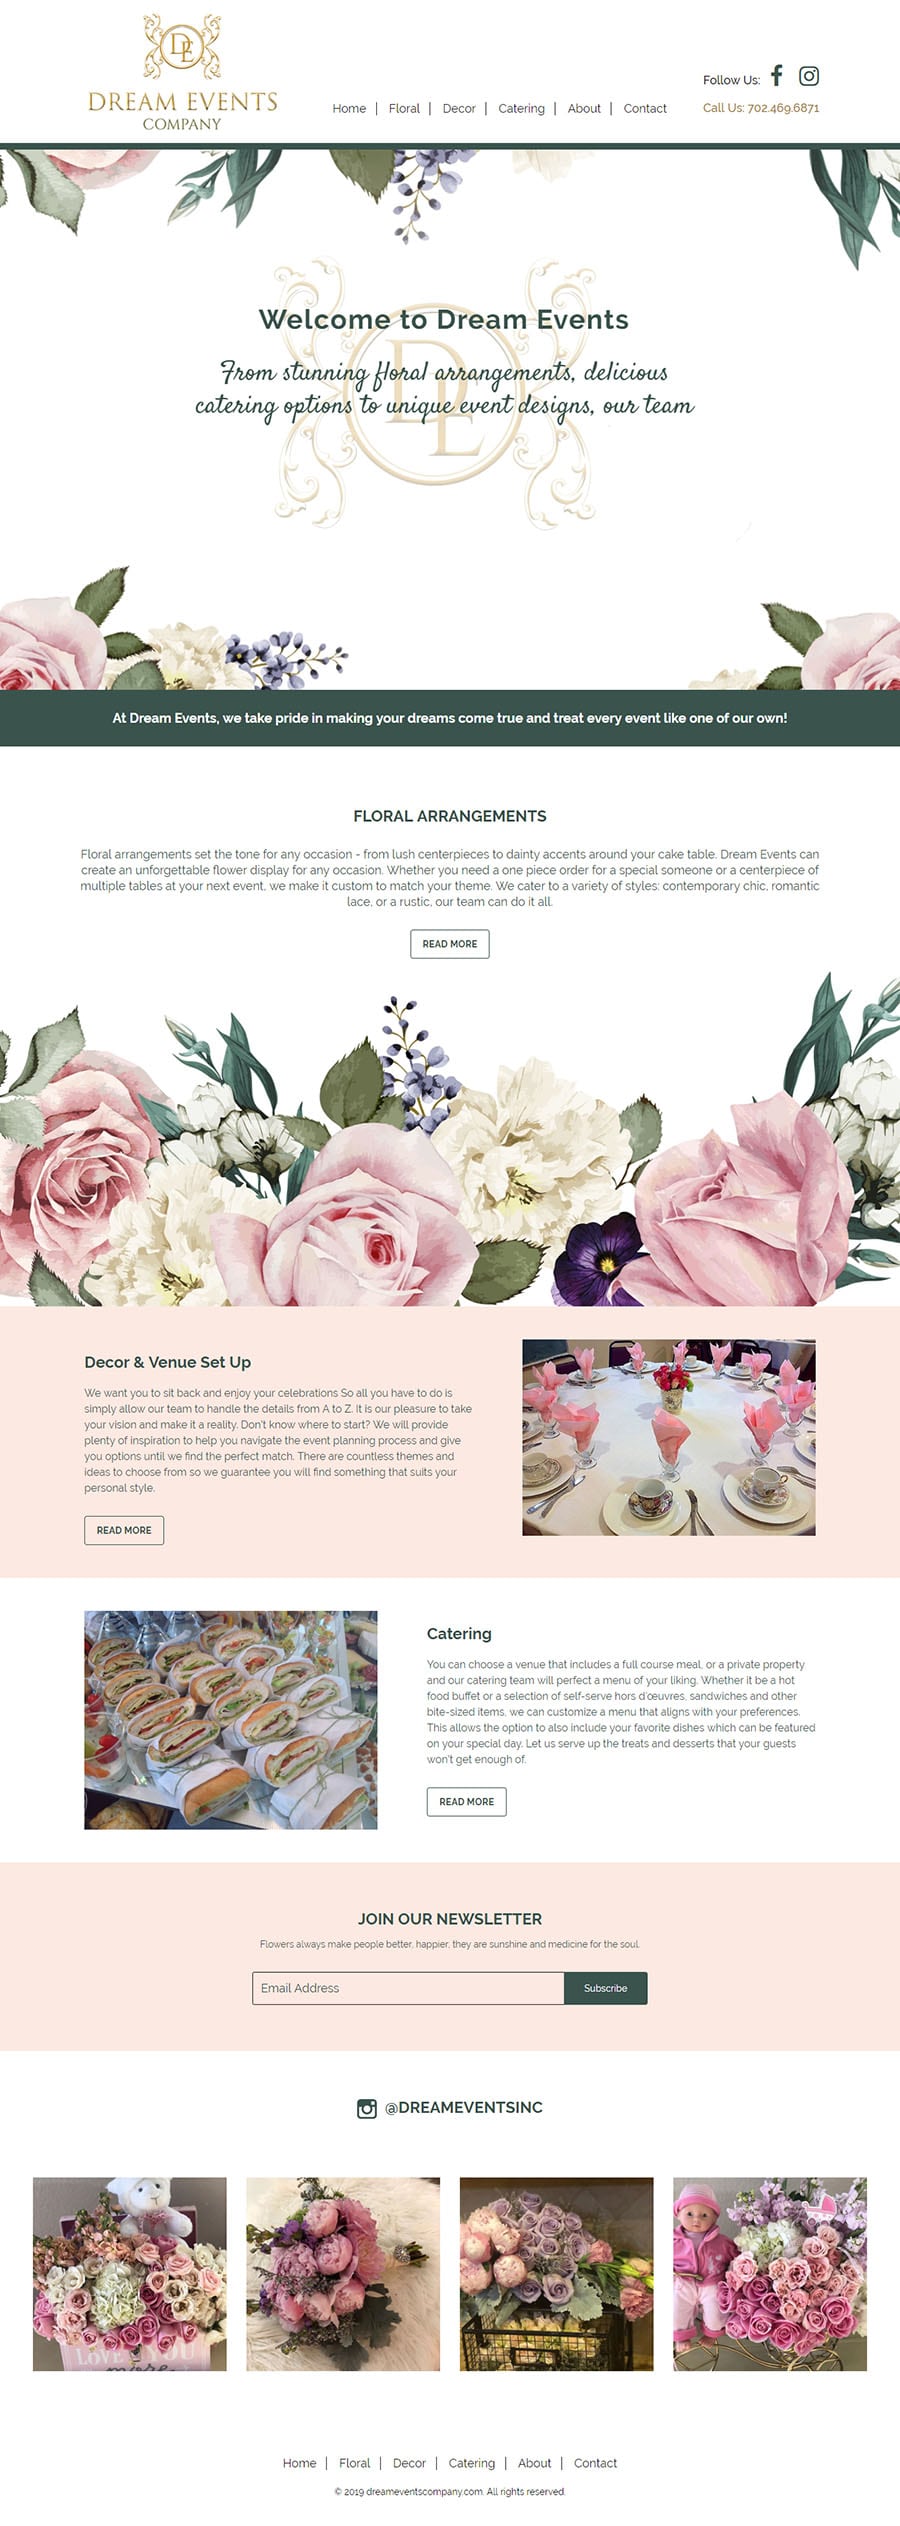 DE
DREAM EVENTS
COMPANY
Home | Floral | Decor | Catering | About | Contact
Follow Us:
Call Us: 702.469.6871
DE
Welcome to Dream Events
From stunning floral arrangements, delicious
catering options to unique event designs, our team
At Dream Events, we take pride in making your dreams come true and treat every event like one of our own!
FLORAL ARRANGEMENTS
Floral arrangements set the tone for any occasion - from lush centerpieces to dainty accents around your cake table. Dream Events can
create an unforgettable flower display for any occasion. Whether you need a one piece order for a special someone or a centerpiece of
multiple tables at your next event, we make it custom to match your theme. We cater to a variety of styles: contemporary chic, romantic
lace, or a rustic, our team can do it all.
READ MORE
Decor & Venue Set Up
We want you to sit back and enjoy your celebrations So all you have to do is
simply allow our team to handle the details from A to Z. It is our pleasure to take
your vision and make it a reality. Don't know where to start? We will provide
plenty of inspiration to help you navigate the event planning process and give
you options until we find the perfect match. There are countless themes and
ideas to choose from so we guarantee you will find something that suits your
personal style.
READ MORE
Catering
You can choose a venue that includes a full course meal, or a private property
and our catering team will perfect a menu of your liking. Whether it be a hot
food buffet or a selection of self-serve hors d'œuvres, sandwiches and other
bite-sized items, we can customize a menu that aligns with your preferences.
This allows the option to also include your favorite dishes which can be featured
on your special day. Let us serve up the treats and desserts that your guests
won't get enough of.
READ MORE
JOIN OUR NEWSLETTER
Flowers always make people better, happier, they are sunshine and medicine for the soul.
Email Address
Subscribe
@DREAMEVENTSINC
LOVE YOU
more
Home | Floral | Decor | Catering | About | Contact
© 2019 dreameventscompany.com. All rights reserved.